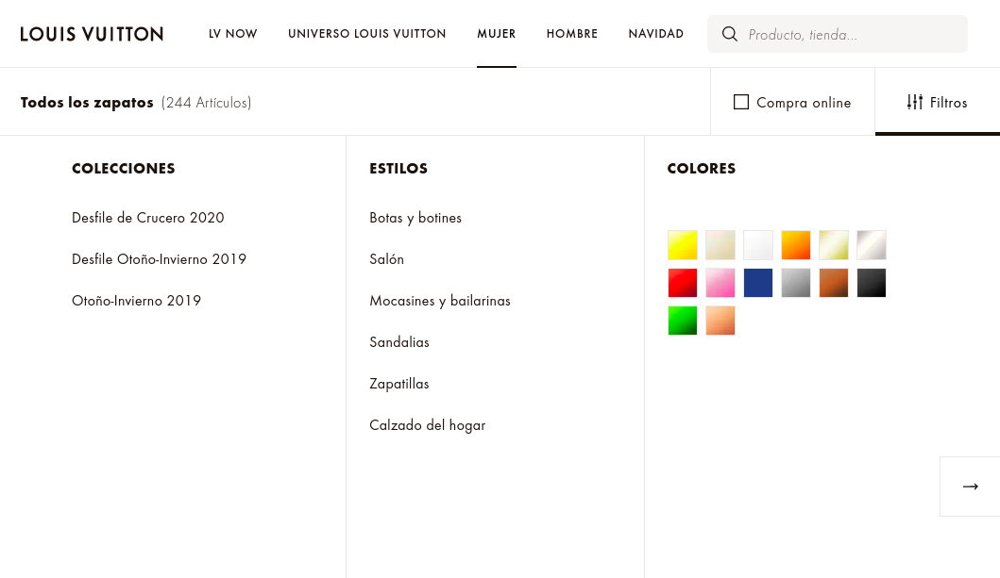 LOUIS VUITTON
LV NOW
UNIVERSO LOUIS VUITTON
MUJER
HOMBRE
NAVIDAD
Producto, tienda...
Todos los zapatos (244 Artículos)
Compra online
Filtros
COLECCIONES
Desfile de Crucero 2020
Desfile Otoño-Invierno 2019
Otoño-Invierno 2019
ESTILOS
Botas y botines
Salón
Mocasines y bailarinas
Sandalias
Zapatillas
Calzado del hogar
COLORES